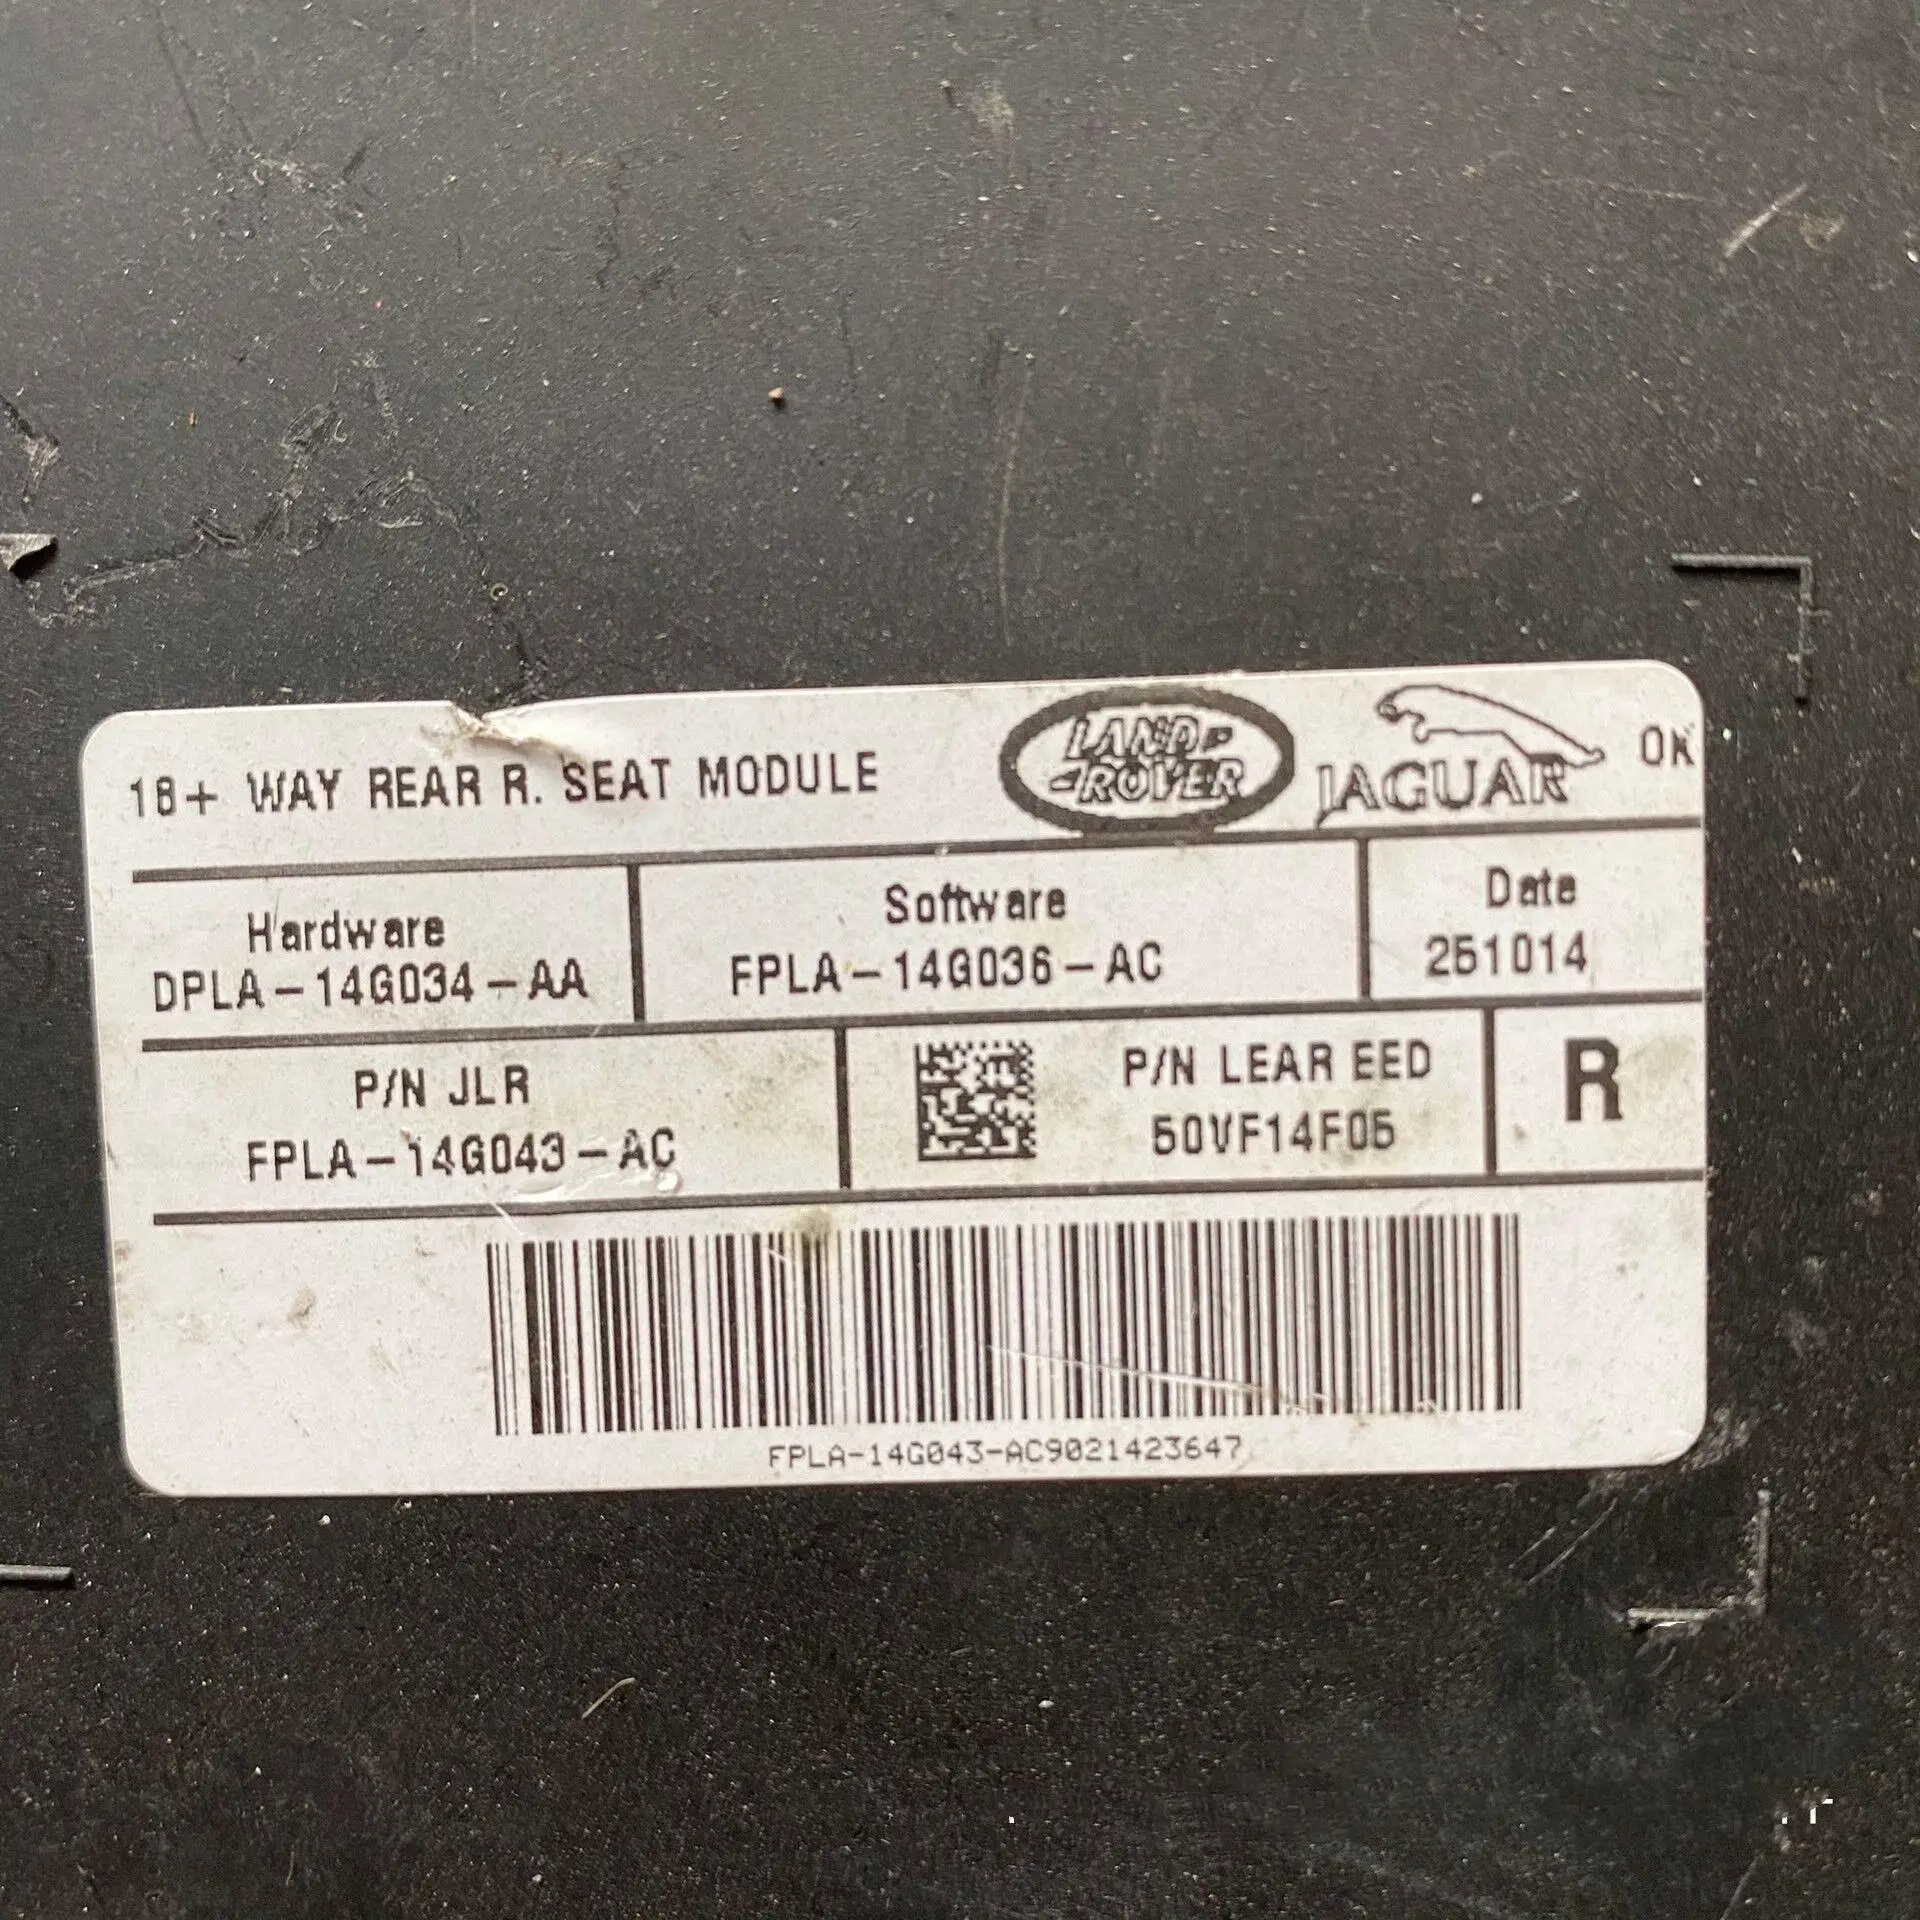 18+ WAY REAR R. SEAT MODULE
LAND-
-ROVER
JAGUAR
OK
Hardware
DPLA-14G034-AA
Software
FPLA-14G036-AC
Date
251014
P/N JLR
FPLA-14G043-AC
P/N LEAR EED
50VF14F05
R
FPLA-14G043-AC9021423647